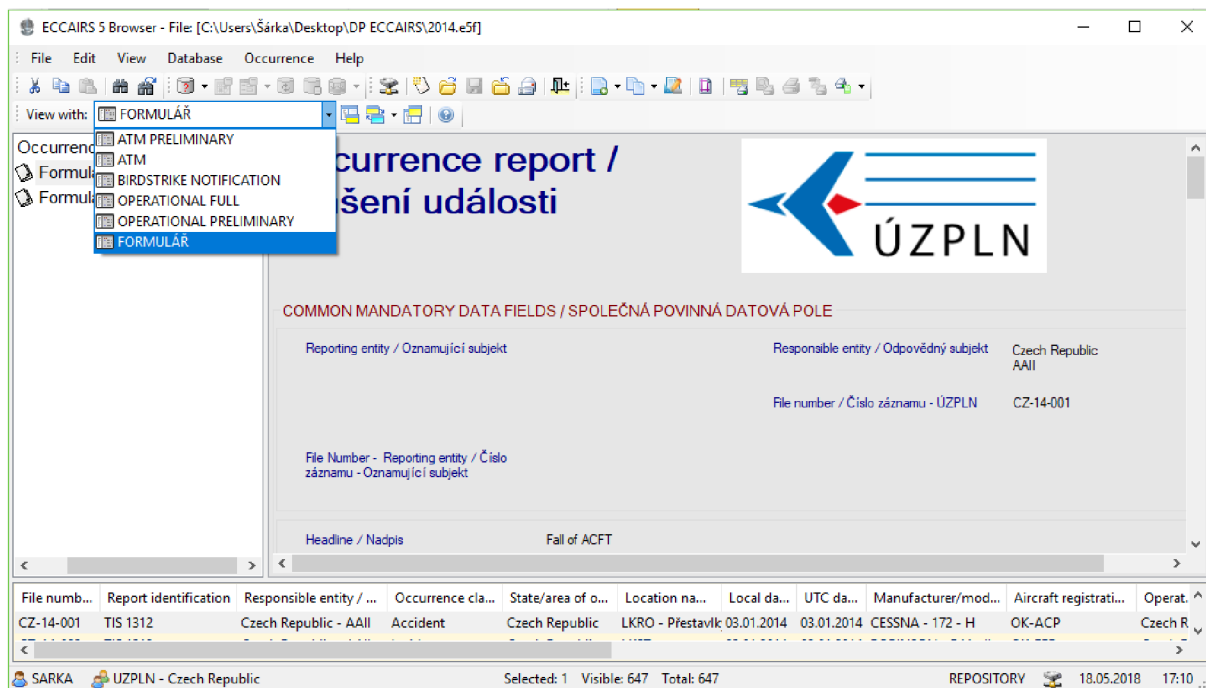 ECCAIRS 5 Browser - File: [C:\Users\Šárka\Desktop\DP ECCAIRS\2014.e5f]
File Edit View Database Occurrence Help
View with: FORMULÁŘ
ATM PRELIMINARY
ATM
BIRDSTRIKE NOTIFICATION
OPERATIONAL FULL
OPERATIONAL PRELIMINARY
FORMULÁŘ
Occurrenc
Formul
Formul
currence report /
šení události
ÚZPLN
COMMON MANDATORY DATA FIELDS / SPOLEČNÁ POVINNÁ DATOVÁ POLE
Reporting entity / Oznamující subjekt
Responsible entity / Odpovědný subjekt Czech Republic
AAII
File number / Číslo záznamu - ÚZPLN CZ-14-001
File Number - Reporting entity / Číslo
záznamu - Oznamující subjekt
Headline / Nadpis Fall of ACFT
File numb... Report identification Responsible entity / ... Occurrence cla... State/area of o... Location na... Local da... UTC da... Manufacturer/mod... Aircraft registrati... Operat.
CZ-14-001 TIS 1312 Czech Republic - AAII Accident Czech Republic LKRO - Přestavlk 03.01.2014 03.01.2014 CESSNA - 172 - H OK-ACP Czech R
SARKA UZPLN - Czech Republic Selected: 1 Visible: 647 Total: 647 REPOSITORY 18.05.2018 17:10